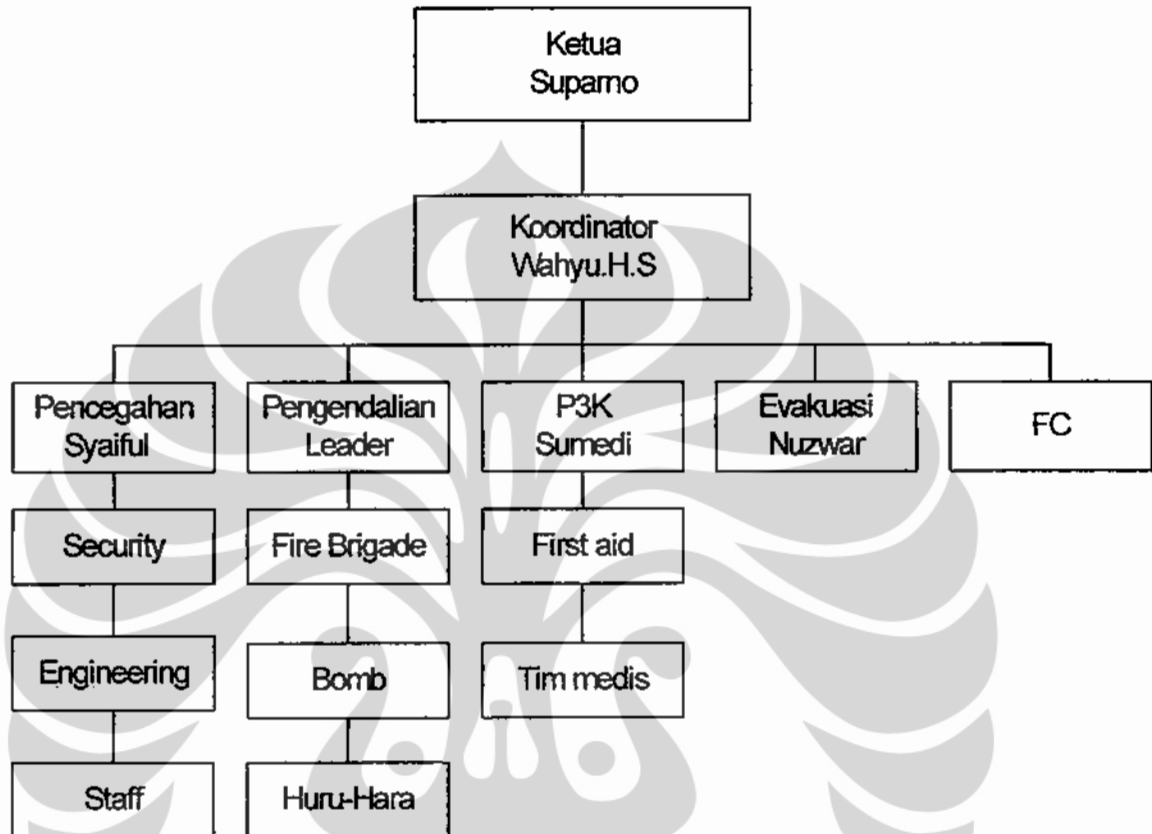 Ketua
Suparno
Koordinator
Wahyu.H.S
Pencegahan
Syaiful
Pengendalian
Leader
P3K
Sumedi
Evakuasi
Nuzwar
FC
Security
Fire Brigade
First aid
Engineering
Bomb
Tim medis
Staff
Huru-Hara